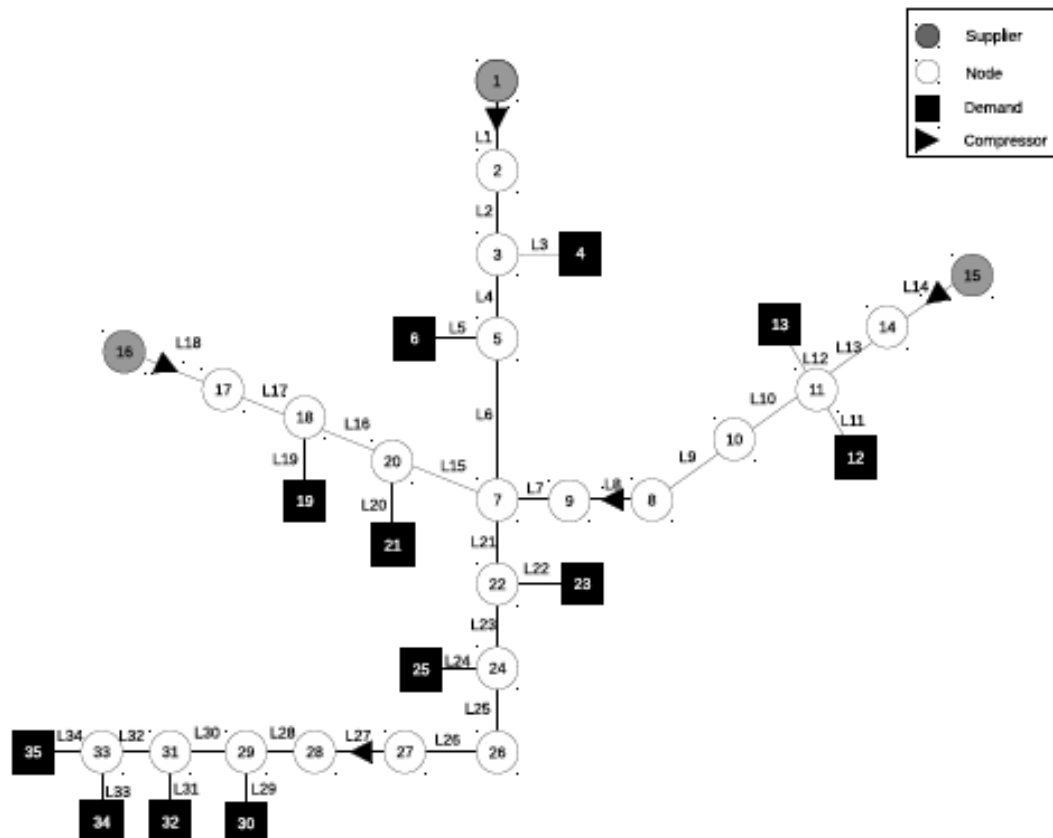 Supplier
Node
Demand
Compressor
1
L1
2
L2
3
L3
4
L4
5
L5
6
L6
15
L14
14
13
L12
L13
11
L11
12
L10
10
L9
8
L8
9
L7
7
16
L18
17
L17
18
L16
L19
19
20
L15
L20
21
L21
22
L22
23
L23
24
L24
25
L25
26
L26
27
L27
28
L28
29
L29
30
L30
31
L31
32
L32
33
L33
34
L34
35